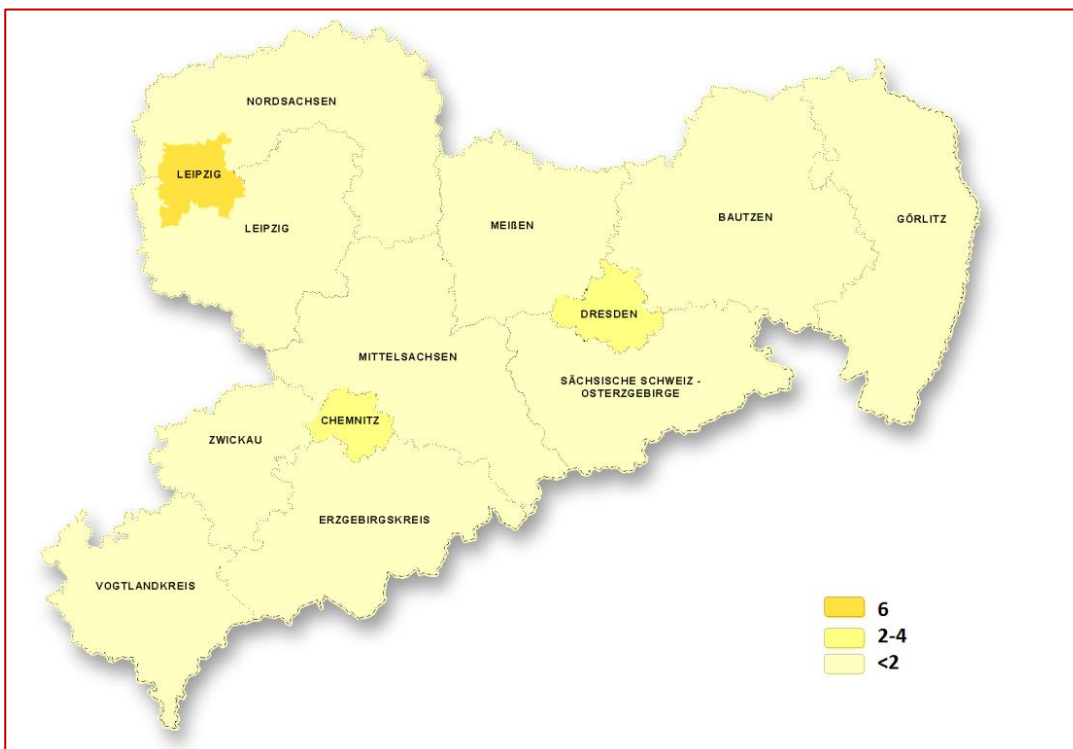 NORDSACHSEN
LEIPZIG
LEIPZIG
MEIßEN
BAUTZEN
GÖRLITZ
DRESDEN
MITTELSACHSEN
SÄCHSISCHE SCHWEIZ -
OSTERZGEBIRGE
CHEMNITZ
ZWICKAU
ERZGEBIRGSKREIS
VOGTLANDKREIS
6
2-4
<2